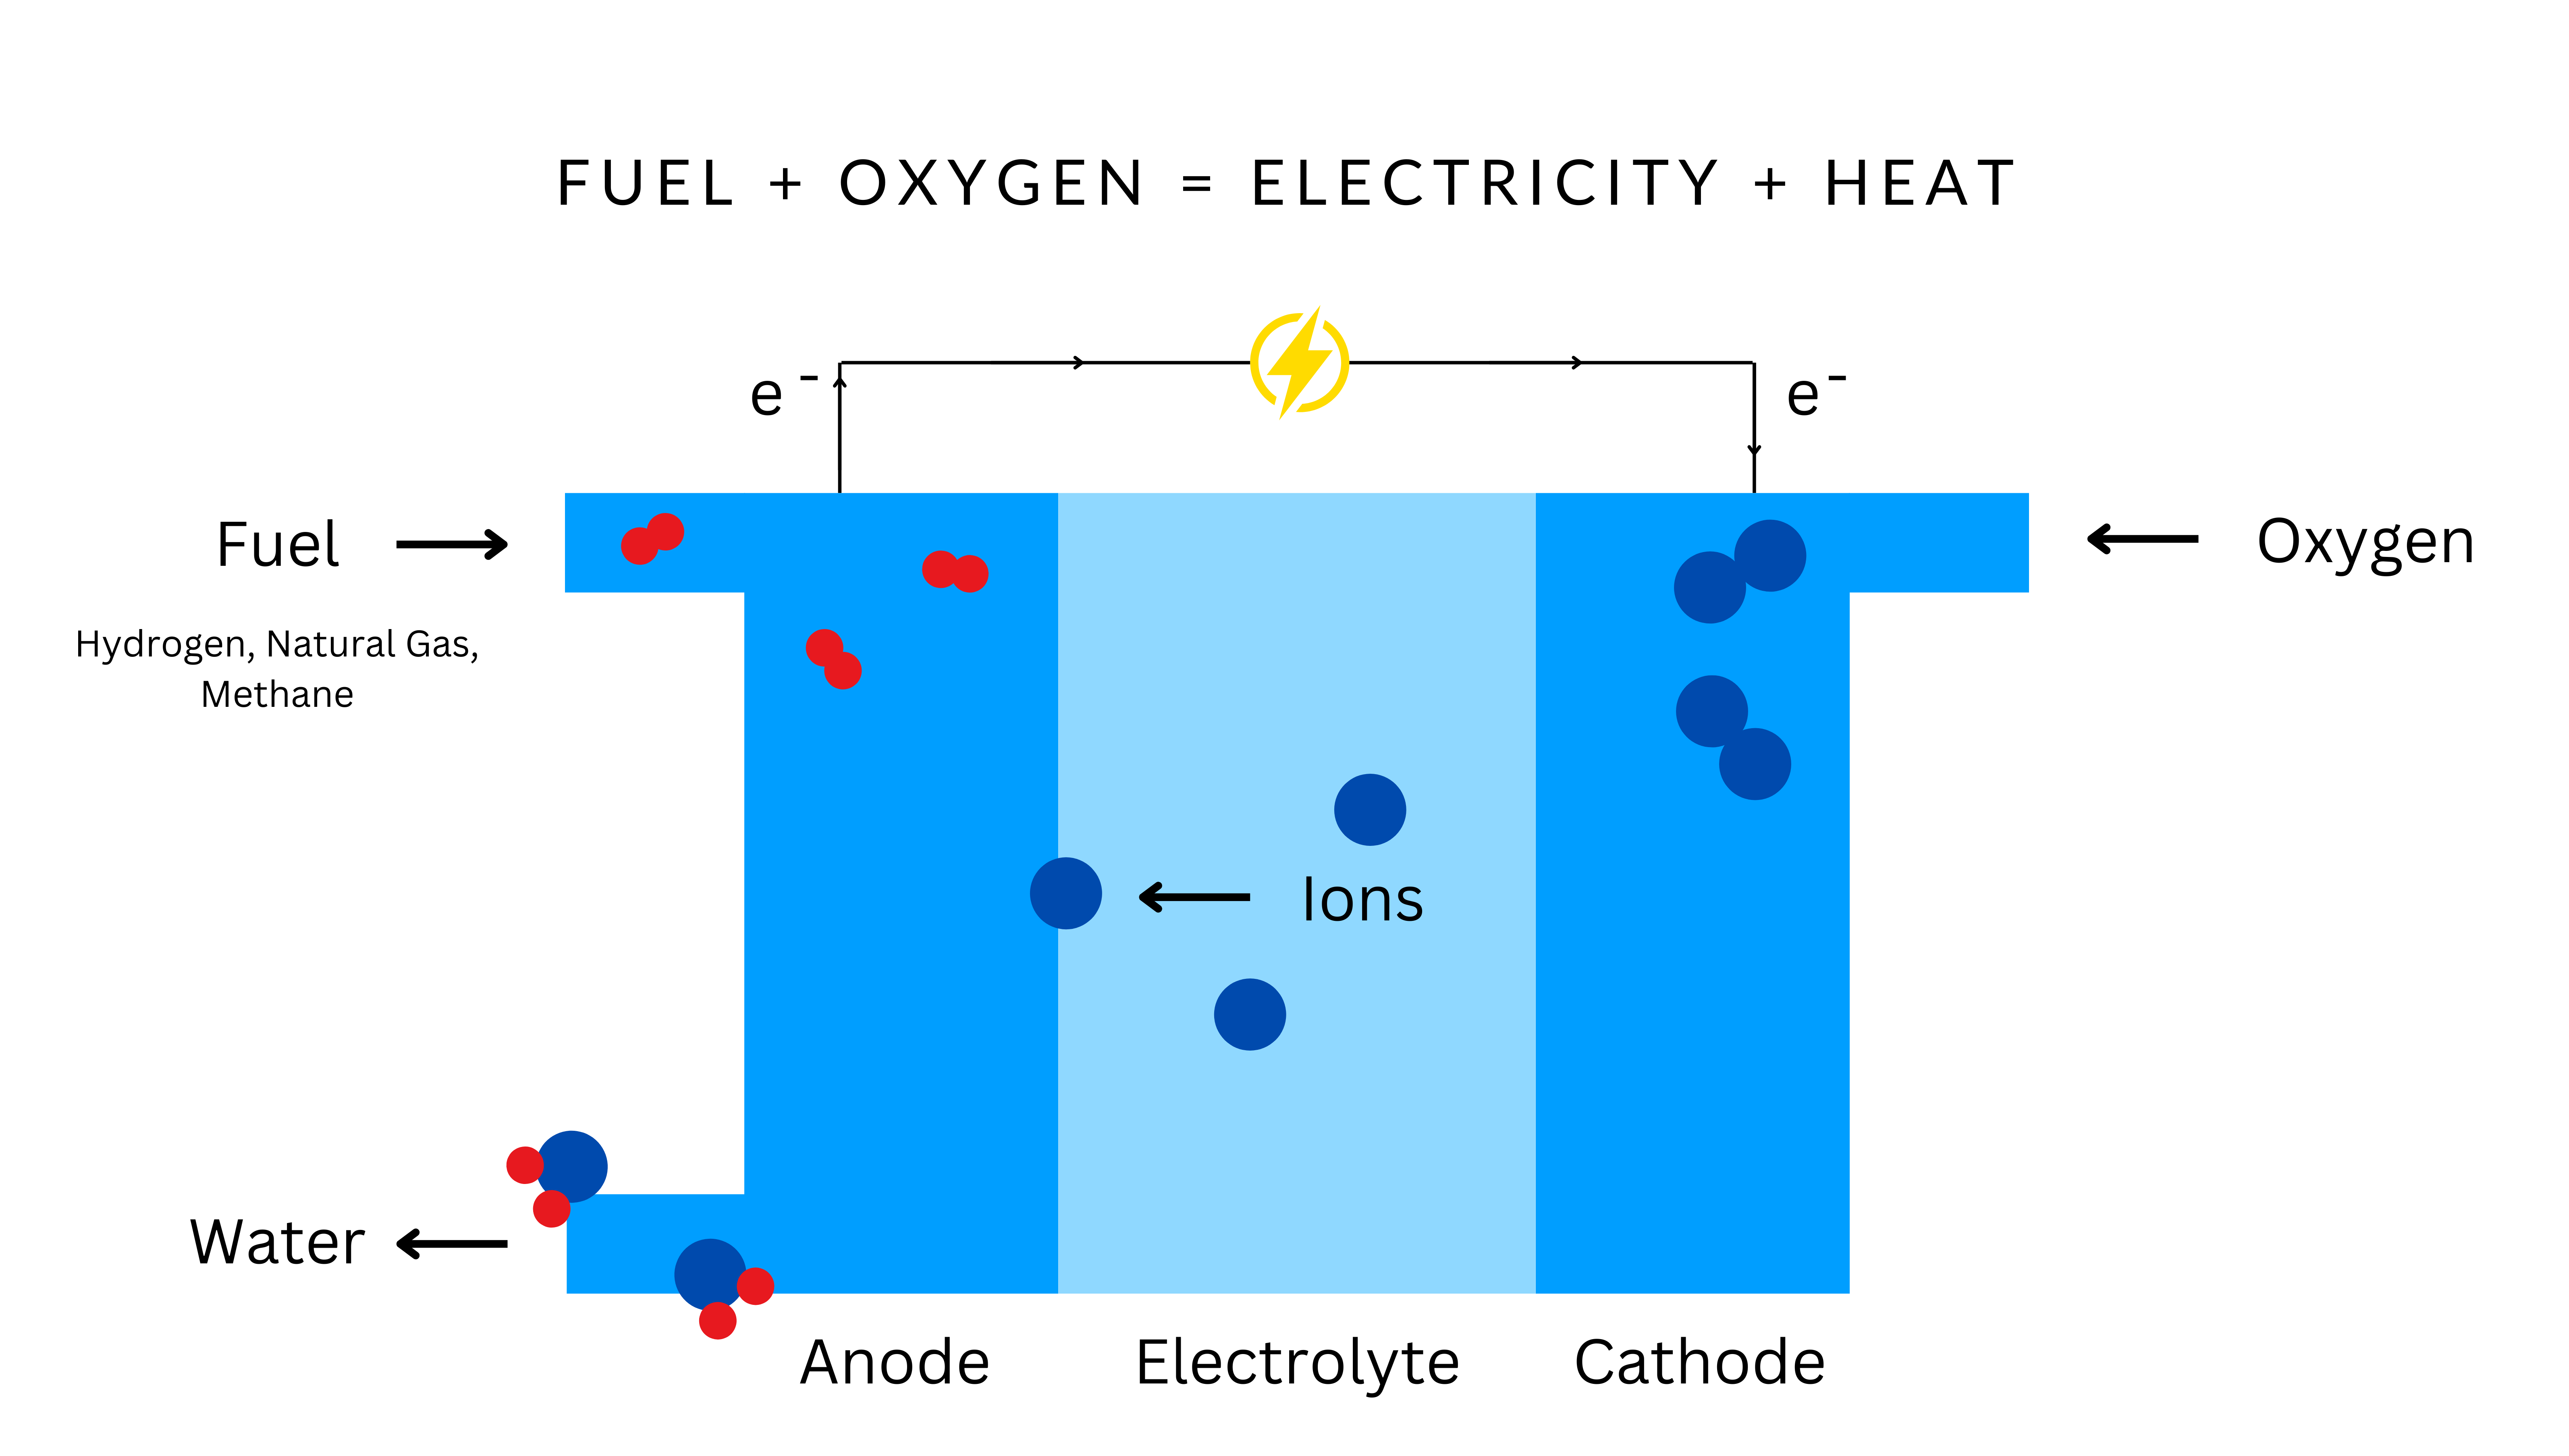 FUEL + OXYGEN = ELECTRICITY + HEAT
e -
e -
Fuel
Oxygen
Hydrogen, Natural Gas,
Methane
Ions
Water
Anode
Electrolyte
Cathode